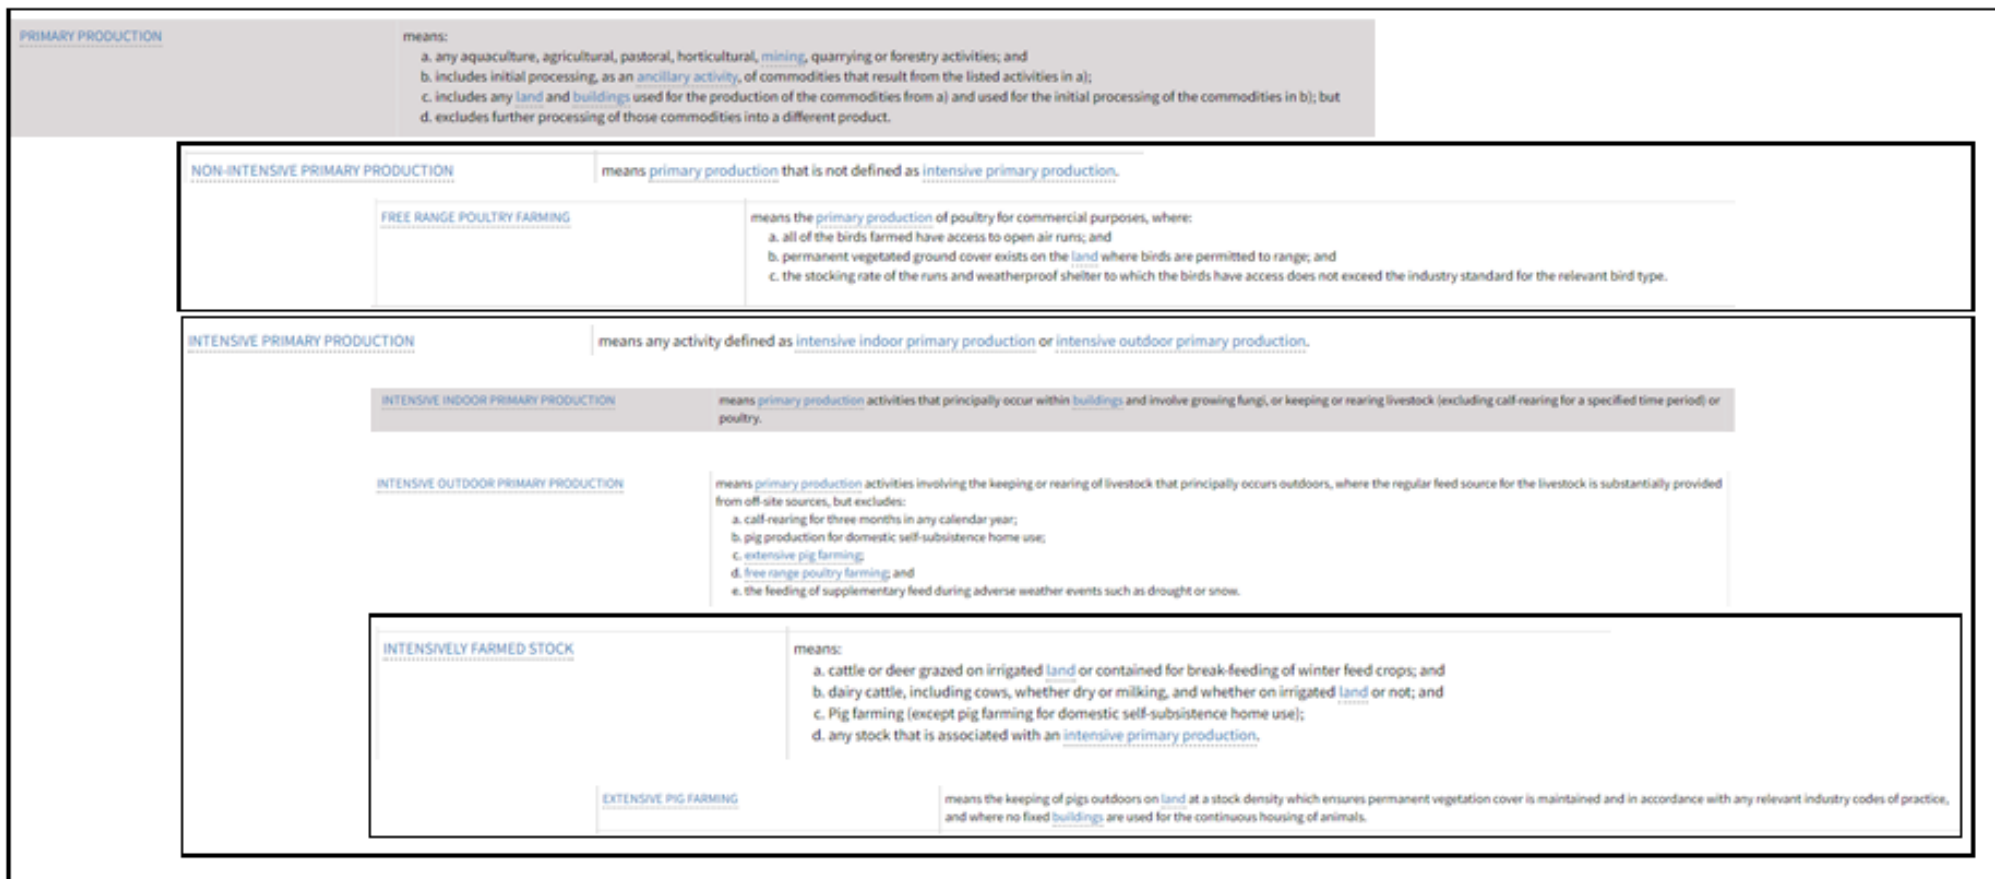 PRIMARY PRODUCTION
means:
a. any aquaculture, agricultural, pastoral, horticultural, mining, quarrying or forestry activities; and
b. includes initial processing, as an ancillary activity, of commodities that result from the listed activities in a);
c. includes any land and buildings used for the production of the commodities from a) and used for the initial processing of the commodities in b); but
d. excludes further processing of those commodities into a different product.
NON-INTENSIVE PRIMARY PRODUCTION
means primary production that is not defined as intensive primary production.
FREE RANGE POULTRY FARMING
means the primary production of poultry for commercial purposes, where:
a. all of the birds farmed have access to open air runs; and
b. permanent vegetated ground cover exists on the land where birds are permitted to range; and
c. the stocking rate of the runs and weatherproof shelter to which the birds have access does not exceed the industry standard for the relevant bird type.
INTENSIVE PRIMARY PRODUCTION
means any activity defined as intensive indoor primary production or intensive outdoor primary production.
INTENSIVE INDOOR PRIMARY PRODUCTION
means primary production activities that principally occur within buildings and involve growing fungi, or keeping or rearing livestock (excluding calf-rearing for a specified time period) or
poultry.
INTENSIVE OUTDOOR PRIMARY PRODUCTION
means primary production activities involving the keeping or rearing of livestock that principally occurs outdoors, where the regular feed source for the livestock is substantially provided
from off-site sources, but excludes:
a. calf-rearing for three months in any calendar year;
b. pig production for domestic self-subsistence home use;
c. extensive pig farming;
d. free range poultry farming; and
e. the feeding of supplementary feed during adverse weather events such as drought or snow.
INTENSIVELY FARMED STOCK
means:
a. cattle or deer grazed on irrigated land or contained for break-feeding of winter feed crops; and
b. dairy cattle, including cows, whether dry or milking, and whether on irrigated land or not; and
c. Pig farming (except pig farming for domestic self-subsistence home use);
d. any stock that is associated with an intensive primary production.
EXTENSIVE PIG FARMING
means the keeping of pigs outdoors on land at a stock density which ensures permanent vegetation cover is maintained and in accordance with any relevant industry codes of practice,
and where no fixed buildings are used for the continuous housing of animals.